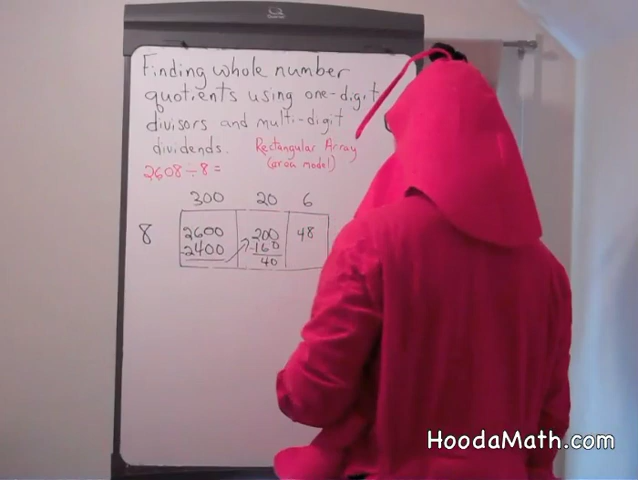 Finding whole number
quotients using one-digit
divisors and multi-digit
dividends. Rectangular Array
(area model)
2608÷8=
300 20 6
8 2600 200 48
-2400 -160
40
HoodaMath.com